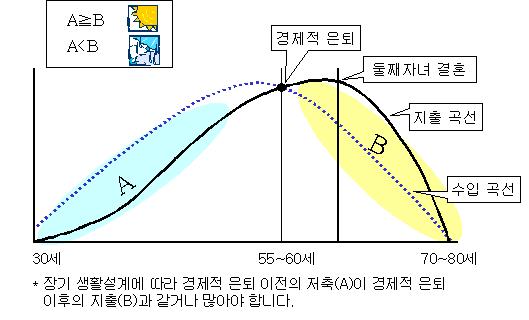 A≧B
A<B
경제적 은퇴
둘째자녀 결혼
지출 곡선
B
A
수입 곡선
30세
55~60세
70~80세
* 장기 생활설계에 따라 경제적 은퇴 이전의 저축(A)이 경제적 은퇴
이후의 지출(B)과 같거나 많아야 합니다.